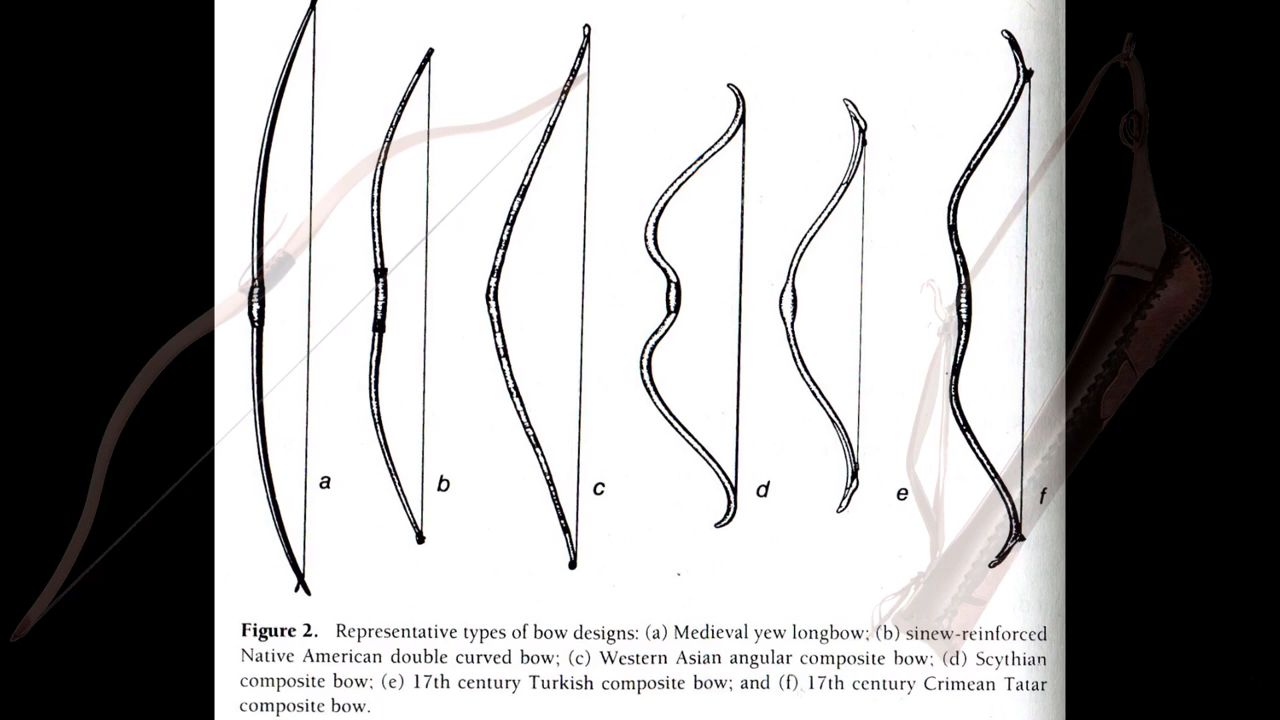 a
b
c
d
e
f
Figure 2. Representative types of bow designs: (a) Medieval yew longbow; (b) sinew-reinforced
Native American double curved bow; (c) Western Asian angular composite bow; (d) Scythian
composite bow; (e) 17th century Turkish composite bow; and (f) 17th century Crimean Tatar
composite bow.